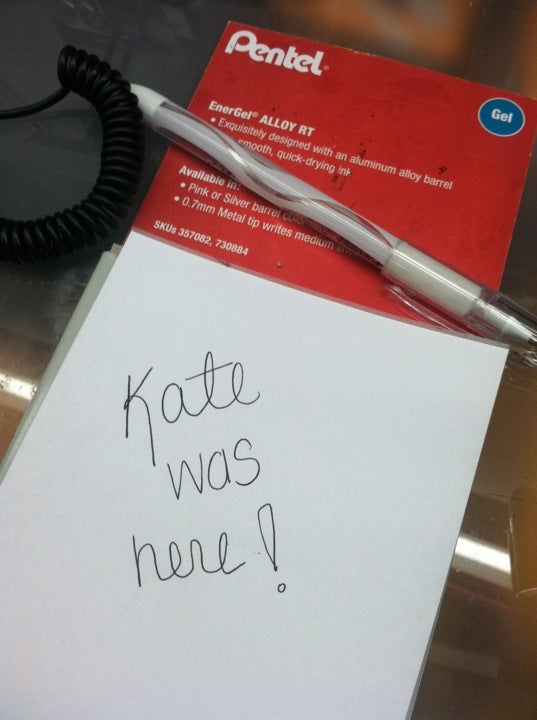 Pentel
Gel
EnerGel® ALLOY RT
• Exquisitely designed with an aluminum alloy barrel
smooth, quick-drying ink
Available in:
• Pink or Silver barrel
• 0.7mm Metal tip writes medium lines
SKUs 357082, 730884
Kate
was
here!